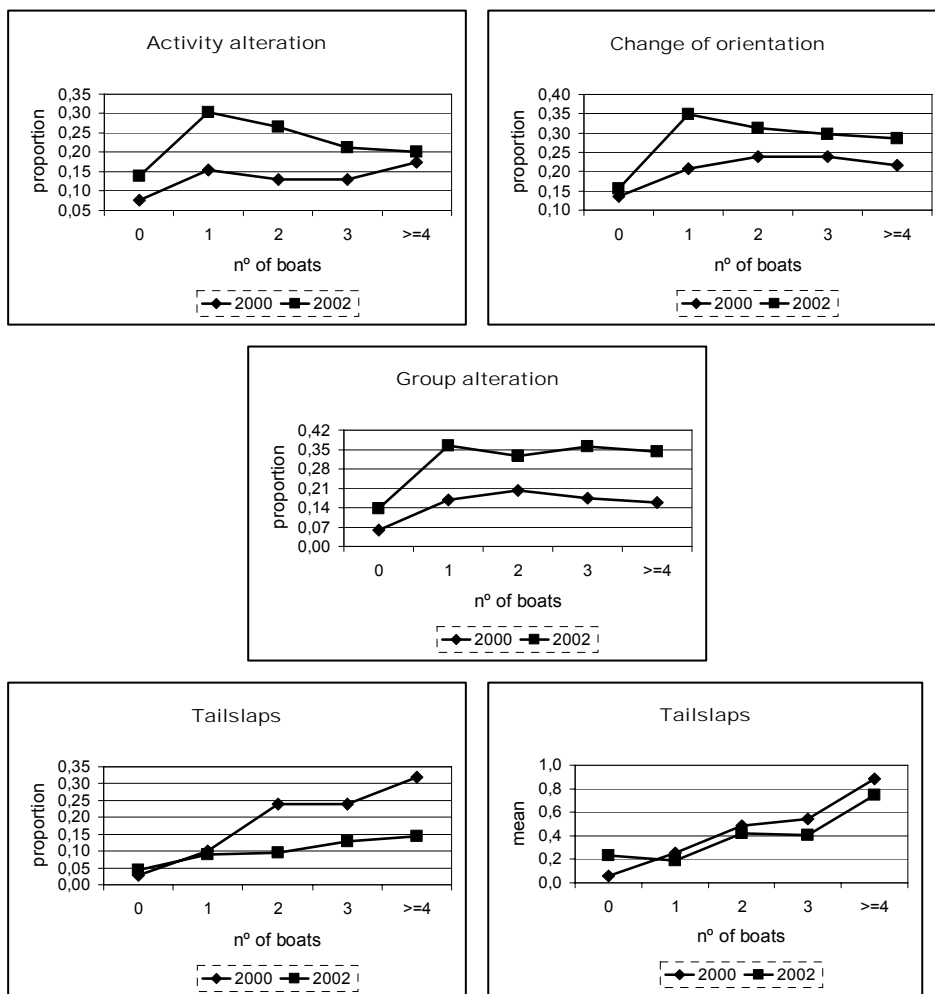 Activity alteration
0,35
0,30
0,25
0,20
0,15
0,10
0,05
proportion
0 1 2 3 >=4
nº of boats
2000 2002
Change of orientation
0,40
0,35
0,30
0,25
0,20
0,15
0,10
proportion
0 1 2 3 >=4
nº of boats
2000 2002
Group alteration
0,42
0,35
0,28
0,21
0,14
0,07
0,00
proportion
0 1 2 3 >=4
nº of boats
2000 2002
Tailslaps
0,35
0,30
0,25
0,20
0,15
0,10
0,05
0,00
proportion
0 1 2 3 >=4
nº of boats
2000 2002
Tailslaps
1,0
0,8
0,6
0,4
0,2
0,0
mean
0 1 2 3 >=4
nº of boats
2000 2002